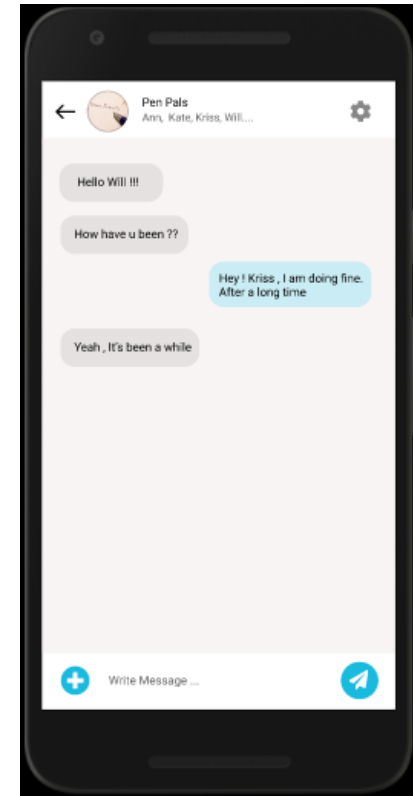 Pen Pals
Ann, Kate, Kriss, Will....
Hello Will !!!
How have u been ??
Hey ! Kriss , I am doing fine.
After a long time
Yeah , It's been a while
Write Message ...